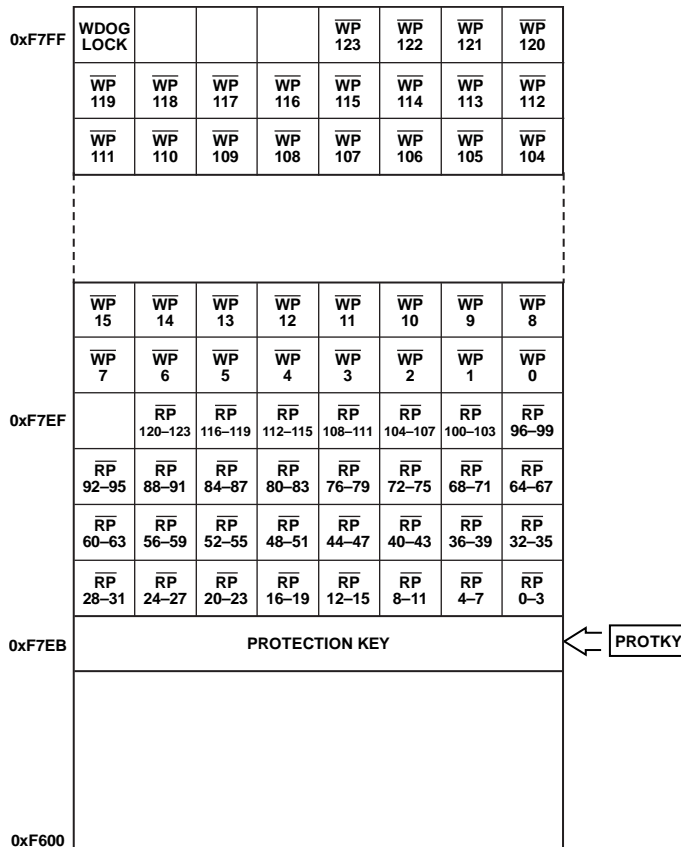 0xF7FF
WDOG LOCK WP 123 WP 122 WP 121 WP 120
WP 119 WP 118 WP 117 WP 116 WP 115 WP 114 WP 113 WP 112
WP 111 WP 110 WP 109 WP 108 WP 107 WP 106 WP 105 WP 104
WP 15 WP 14 WP 13 WP 12 WP 11 WP 10 WP 9 WP 8
WP 7 WP 6 WP 5 WP 4 WP 3 WP 2 WP 1 WP 0
0xF7EF
RP 120–123 RP 116–119 RP 112–115 RP 108–111 RP 104–107 RP 100–103 RP 96–99
RP 92–95 RP 88–91 RP 84–87 RP 80–83 RP 76–79 RP 72–75 RP 68–71 RP 64–67
RP 60–63 RP 56–59 RP 52–55 RP 48–51 RP 44–47 RP 40–43 RP 36–39 RP 32–35
RP 28–31 RP 24–27 RP 20–23 RP 16–19 RP 12–15 RP 8–11 RP 4–7 RP 0–3
0xF7EB
PROTECTION KEY
PROTKY
0xF600